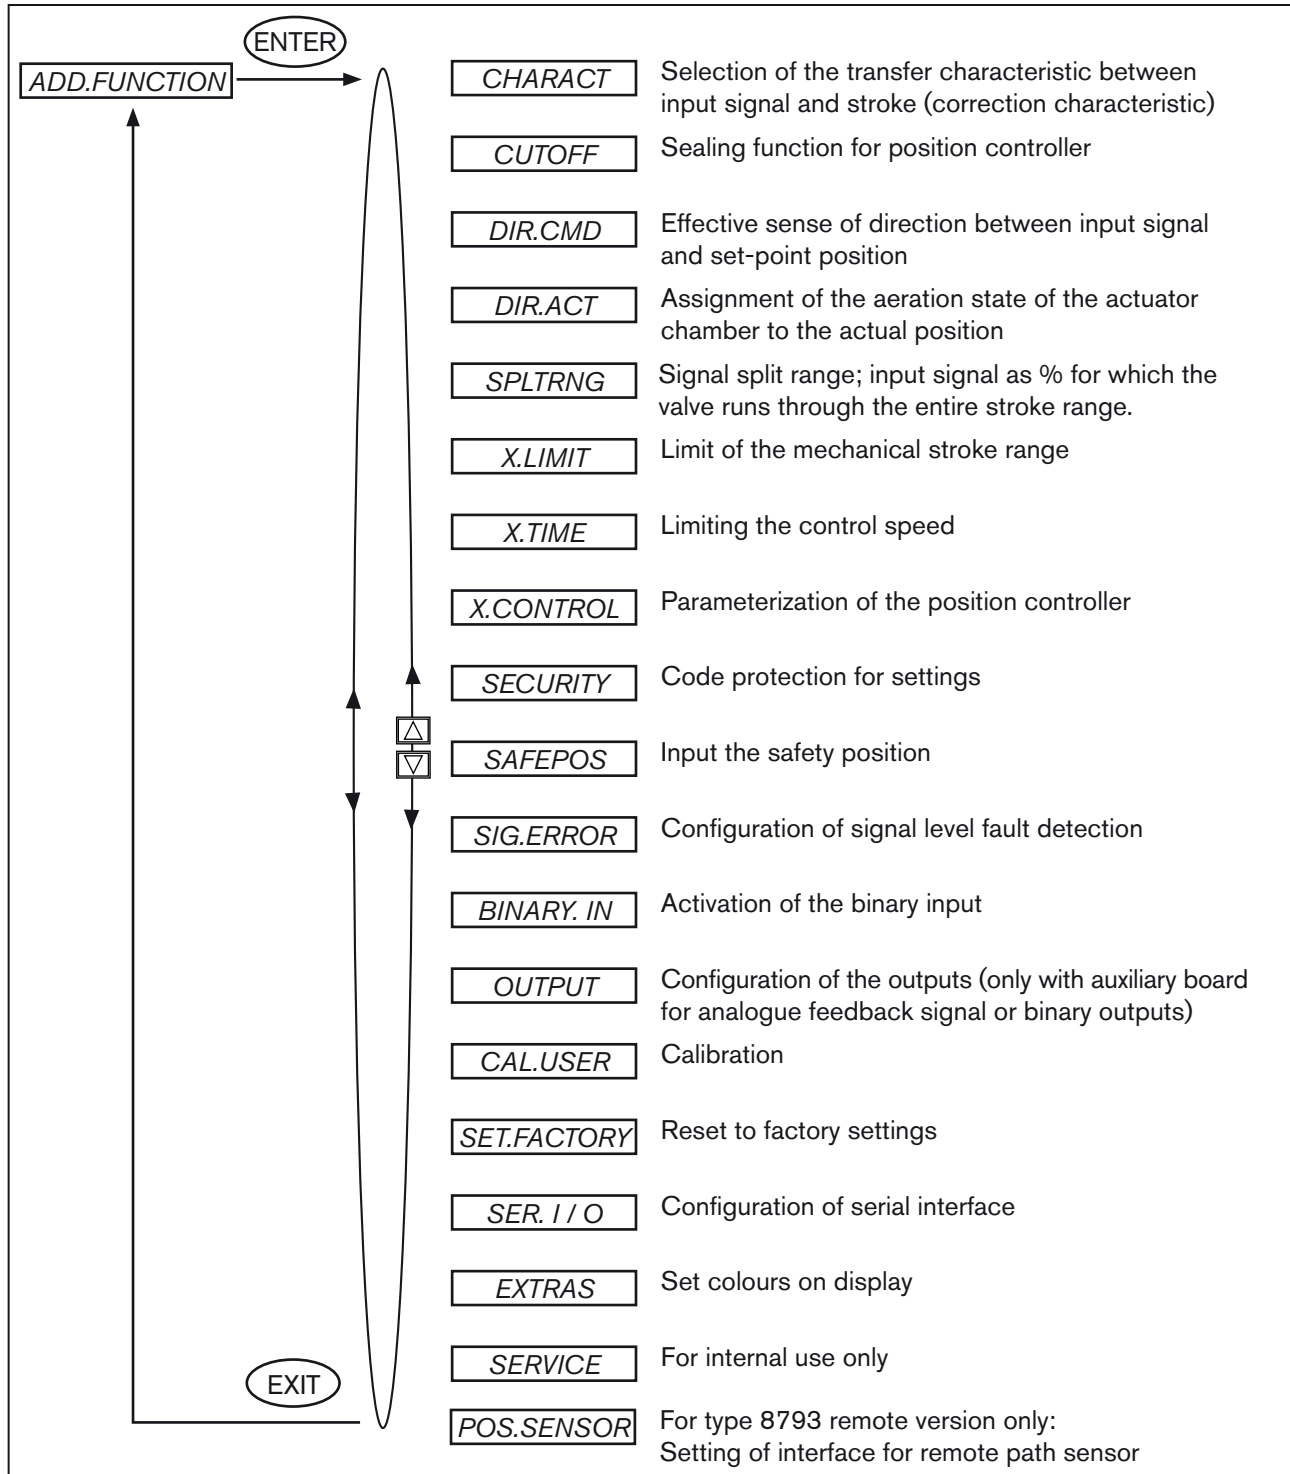 ENTER
ADD.FUNCTION
CHARACT
Selection of the transfer characteristic between
input signal and stroke (correction characteristic)
CUTOFF
Sealing function for position controller
DIR.CMD
Effective sense of direction between input signal
and set-point position
DIR.ACT
Assignment of the aeration state of the actuator
chamber to the actual position
SPLTRNG
Signal split range; input signal as % for which the
valve runs through the entire stroke range.
X.LIMIT
Limit of the mechanical stroke range
X.TIME
Limiting the control speed
X.CONTROL
Parameterization of the position controller
SECURITY
Code protection for settings
SAFEPOS
Input the safety position
SIG.ERROR
Configuration of signal level fault detection
BINARY. IN
Activation of the binary input
OUTPUT
Configuration of the outputs (only with auxiliary board
for analogue feedback signal or binary outputs)
CAL.USER
Calibration
SET.FACTORY
Reset to factory settings
SER. I / O
Configuration of serial interface
EXTRAS
Set colours on display
SERVICE
For internal use only
EXIT
POS.SENSOR
For type 8793 remote version only:
Setting of interface for remote path sensor